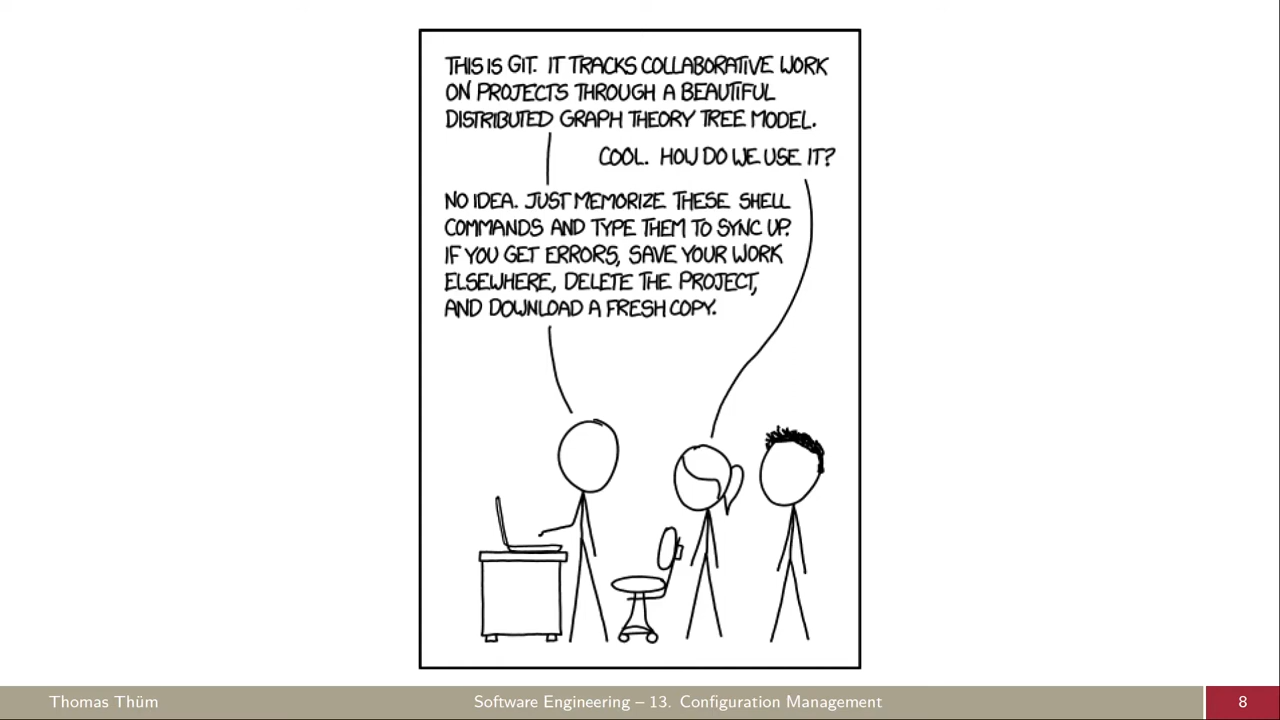 THIS IS GIT. IT TRACKS COLLABORATIVE WORK
ON PROJECTS THROUGH A BEAUTIFUL
DISTRIBUTED GRAPH THEORY TREE MODEL.
COOL. HOW DO WE USE IT?
NO IDEA. JUST MEMORIZE THESE SHELL
COMMANDS AND TYPE THEM TO SYNC UP.
IF YOU GET ERRORS, SAVE YOUR WORK
ELSEWHERE, DELETE THE PROJECT,
AND DOWNLOAD A FRESH COPY.
Thomas Thüm
Software Engineering – 13. Configuration Management
8